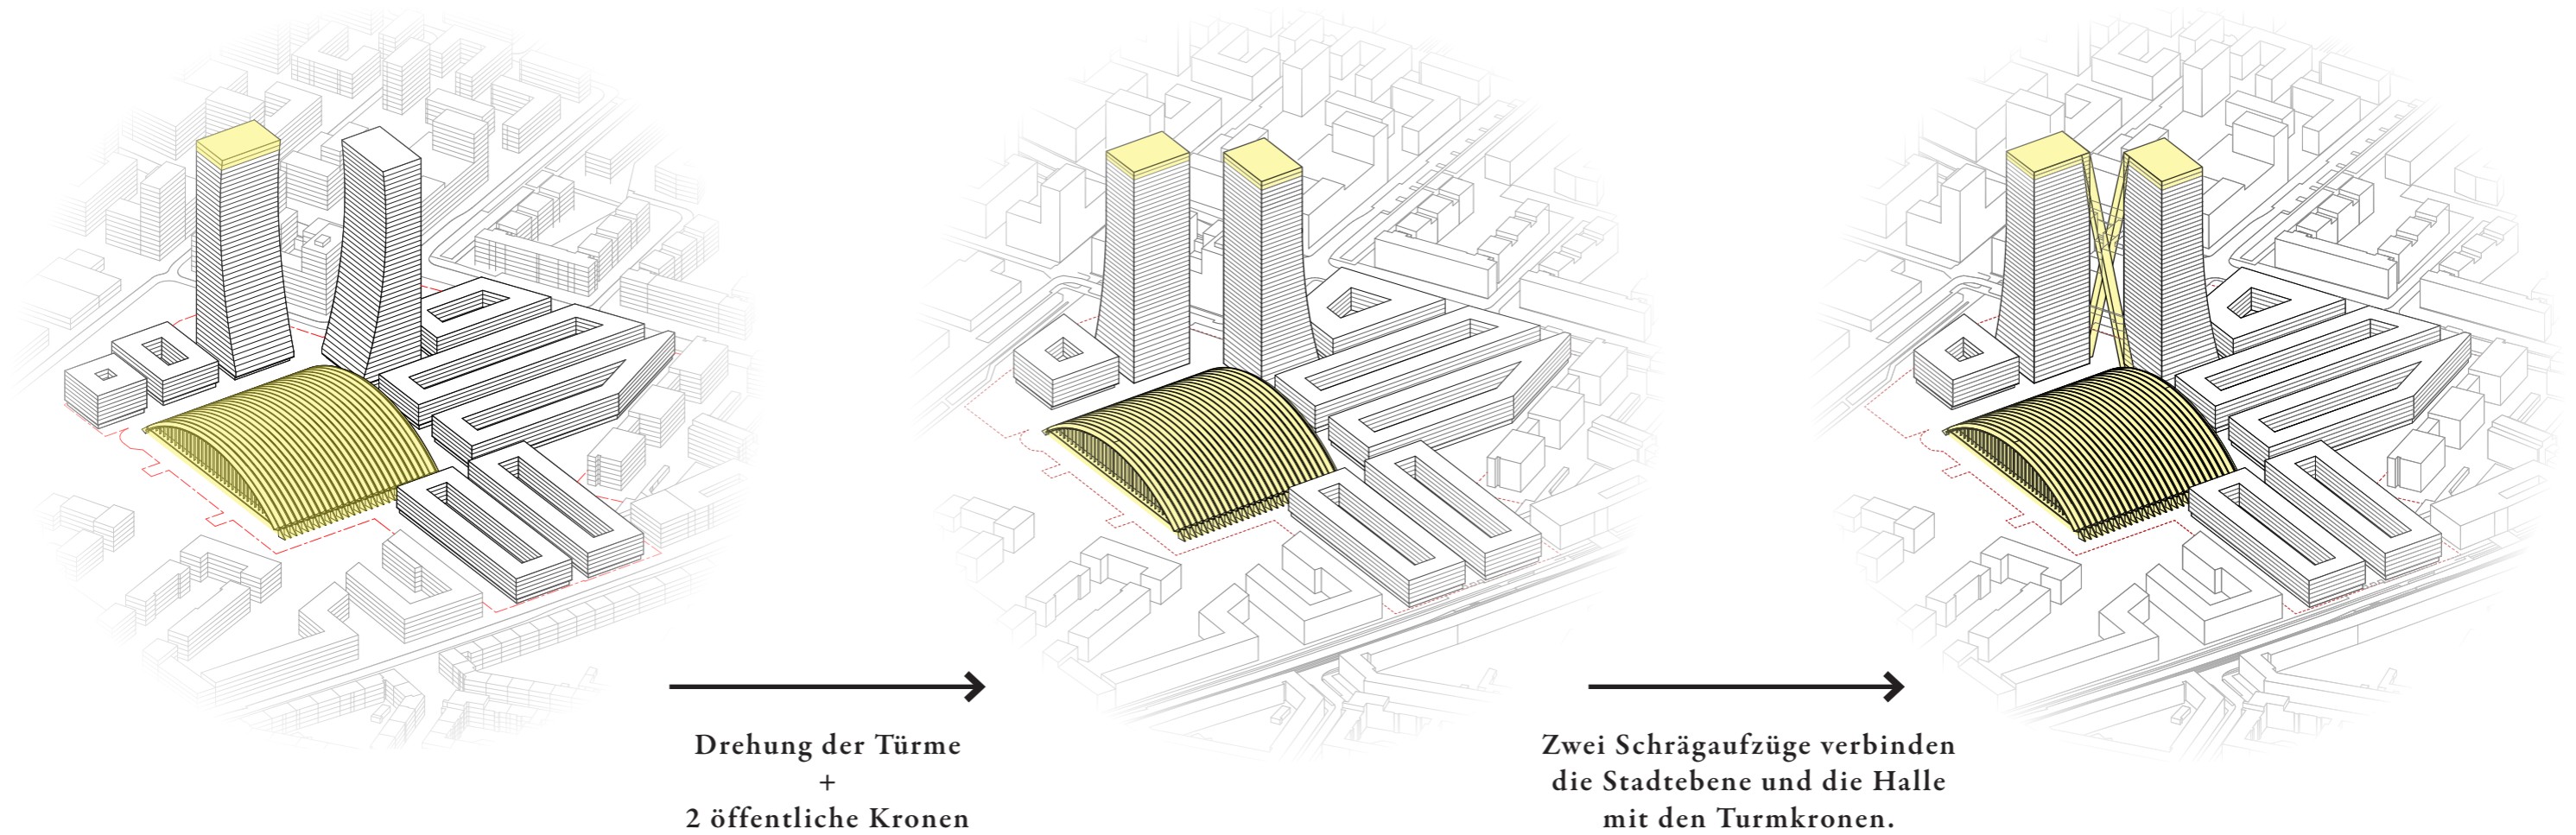 Drehung der Türme
+
2 öffentliche Kronen
Zwei Schrägaufzüge verbinden
die Stadtebene und die Halle
mit den Turmkronen.